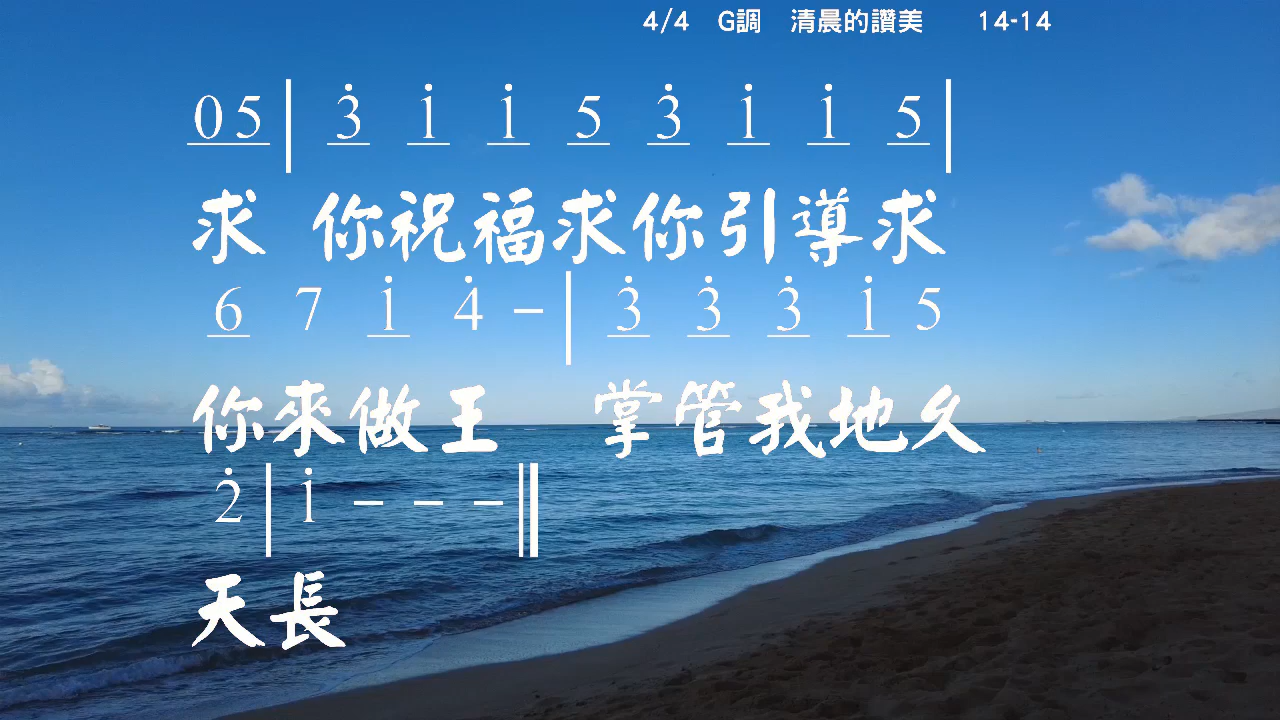 4/4 G調 清晨的讚美 14-14
05| 3̇ 1̇ 1̇ 5 3̇ 1̇ 1̇ 5|
求 你祝福求你引導求
6 7 1̇ 4̇ –| 3̇ 3̇ 3̇ 1̇ 5
你來做王 掌管我地久
2̇| 1̇ – – – ‖
天長